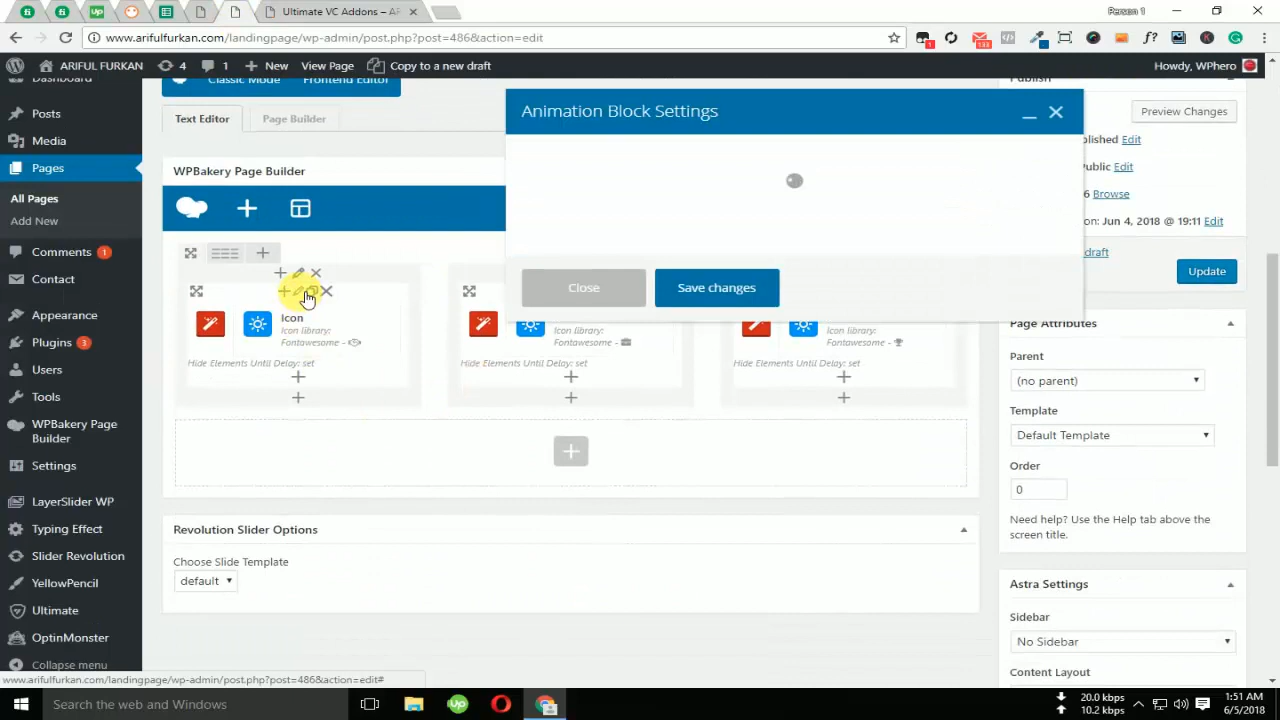 Ultimate VC Addons – AR
Person 1
www.arifulfurkan.com/landingpage/wp-admin/post.php?post=486&action=edit
ARIFUL FURKAN
4
1
New
View Page
Copy to a new draft
Howdy, WPhero
Dashboard
Posts
Media
Pages
All Pages
Add New
Comments 1
Contact
Appearance
Plugins 3
Users
Tools
WPBakery Page
Builder
Settings
LayerSlider WP
Typing Effect
Slider Revolution
YellowPencil
Ultimate
OptinMonster
Collapse menu
Classic Mode
Frontend Editor
Text Editor
Page Builder
WPBakery Page Builder
Animation Block Settings
Close
Save changes
Icon
Icon library:
Fontawesome -
Hide Elements Until Delay: set
Icon library:
Fontawesome -
Hide Elements Until Delay: set
Icon library:
Fontawesome -
Hide Elements Until Delay: set
Revolution Slider Options
Choose Slide Template
default
Publish
Preview Changes
blished Edit
Public Edit
6 Browse
on: Jun 4, 2018 @ 19:11 Edit
draft
Update
Page Attributes
Parent
(no parent)
Template
Default Template
Order
0
Need help? Use the Help tab above the
screen title.
Astra Settings
Sidebar
No Sidebar
Content Layout
www.arifulfurkan.com/landingpage/wp-admin/post.php?post=486&action=edit#
Search the web and Windows
20.0 kbps
10.2 kbps
1:51 AM
6/5/2018